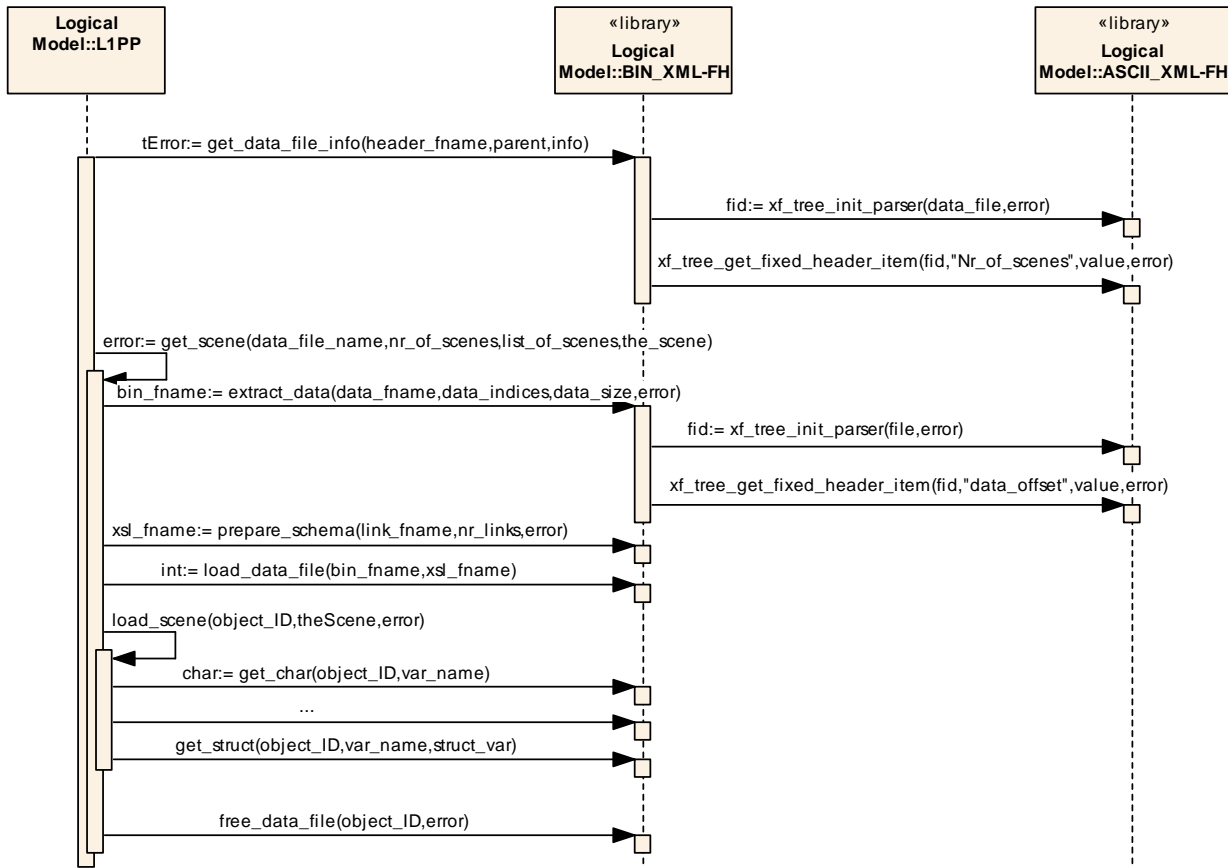 Logical
Model::L1PP
«library»
Logical
Model::BIN_XML-FH
«library»
Logical
Model::ASCII_XML-FH
tError:= get_data_file_info(header_fname,parent,info)
fid:= xf_tree_init_parser(data_file,error)
xf_tree_get_fixed_header_item(fid,"Nr_of_scenes",value,error)
error:= get_scene(data_file_name,nr_of_scenes,list_of_scenes,the_scene)
bin_fname:= extract_data(data_fname,data_indices,data_size,error)
fid:= xf_tree_init_parser(file,error)
xf_tree_get_fixed_header_item(fid,"data_offset",value,error)
xsl_fname:= prepare_schema(link_fname,nr_links,error)
int:= load_data_file(bin_fname,xsl_fname)
load_scene(object_ID,theScene,error)
char:= get_char(object_ID,var_name)
...
get_struct(object_ID,var_name,struct_var)
free_data_file(object_ID,error)